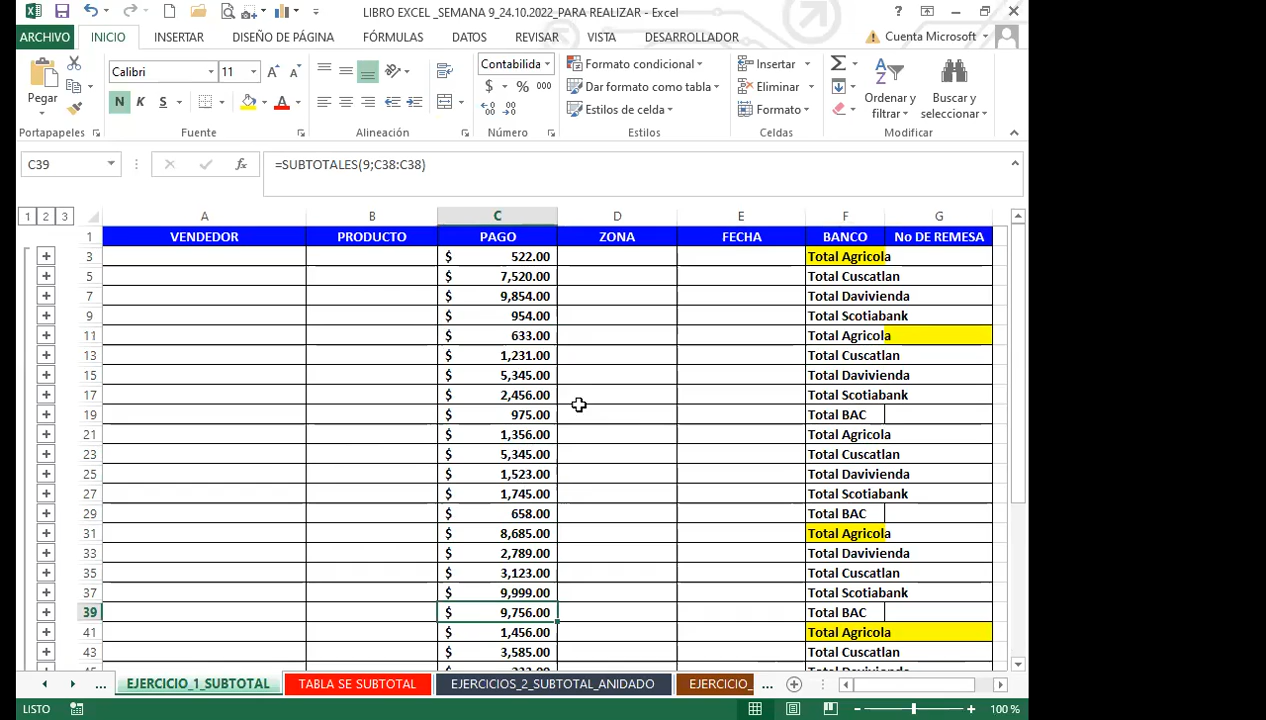 LIBRO EXCEL _SEMANA 9_24.10.2022_PARA REALIZAR - Excel
ARCHIVO INICIO INSERTAR DISEÑO DE PÁGINA FÓRMULAS DATOS REVISAR VISTA DESARROLLADOR Cuenta Microsoft
Calibri 11 Contabilida Formato condicional Insertar
Pegar N K S $ % 000 Dar formato como tabla Eliminar Ordenar y filtrar Buscar y seleccionar
Estilos de celda Formato
Portapapeles Fuente Alineación Número Estilos Celdas Modificar
C39 fx =SUBTOTALES(9;C38:C38)
1 2 3 A B C D E F G
1 VENDEDOR PRODUCTO PAGO ZONA FECHA BANCO No DE REMESA
3 $ 522.00 Total Agricola
5 $ 7,520.00 Total Cuscatlan
7 $ 9,854.00 Total Davivienda
9 $ 954.00 Total Scotiabank
11 $ 633.00 Total Agricola
13 $ 1,231.00 Total Cuscatlan
15 $ 5,345.00 Total Davivienda
17 $ 2,456.00 Total Scotiabank
19 $ 975.00 Total BAC
21 $ 1,356.00 Total Agricola
23 $ 5,345.00 Total Cuscatlan
25 $ 1,523.00 Total Davivienda
27 $ 1,745.00 Total Scotiabank
29 $ 658.00 Total BAC
31 $ 8,685.00 Total Agricola
33 $ 2,789.00 Total Davivienda
35 $ 3,123.00 Total Cuscatlan
37 $ 9,999.00 Total Scotiabank
39 $ 9,756.00 Total BAC
41 $ 1,456.00 Total Agricola
43 $ 3,585.00 Total Cuscatlan
... EJERCICIO_1_SUBTOTAL TABLA SE SUBTOTAL EJERCICIOS_2_SUBTOTAL_ANIDADO EJERCICIO_ ...
LISTO 100 %